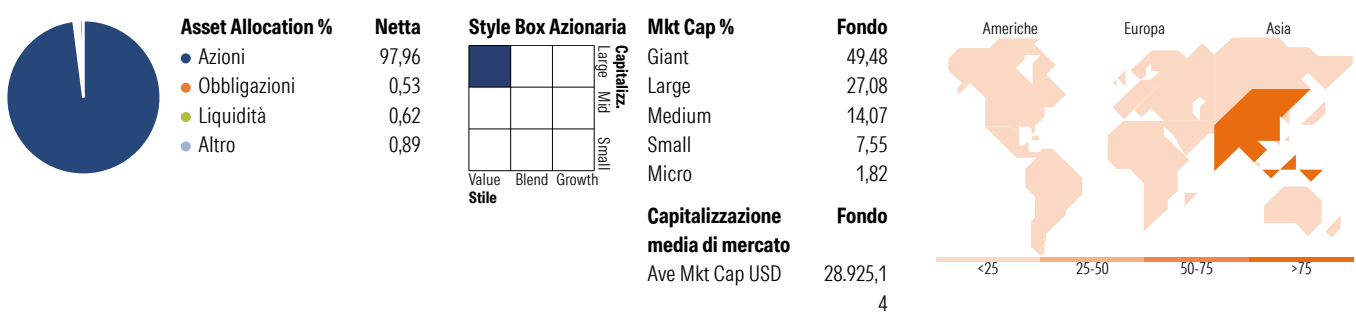 Asset Allocation % Netta
Azioni 97,96
Obbligazioni 0,53
Liquidità 0,62
Altro 0,89
Style Box Azionaria
Capitalizz.
Large Mid Small
Value Blend Growth
Stile
Mkt Cap % Fondo
Giant 49,48
Large 27,08
Medium 14,07
Small 7,55
Micro 1,82
Capitalizzazione Fondo
media di mercato
Ave Mkt Cap USD 28.925,1
4
Americhe Europa Asia
<25 25-50 50-75 >75